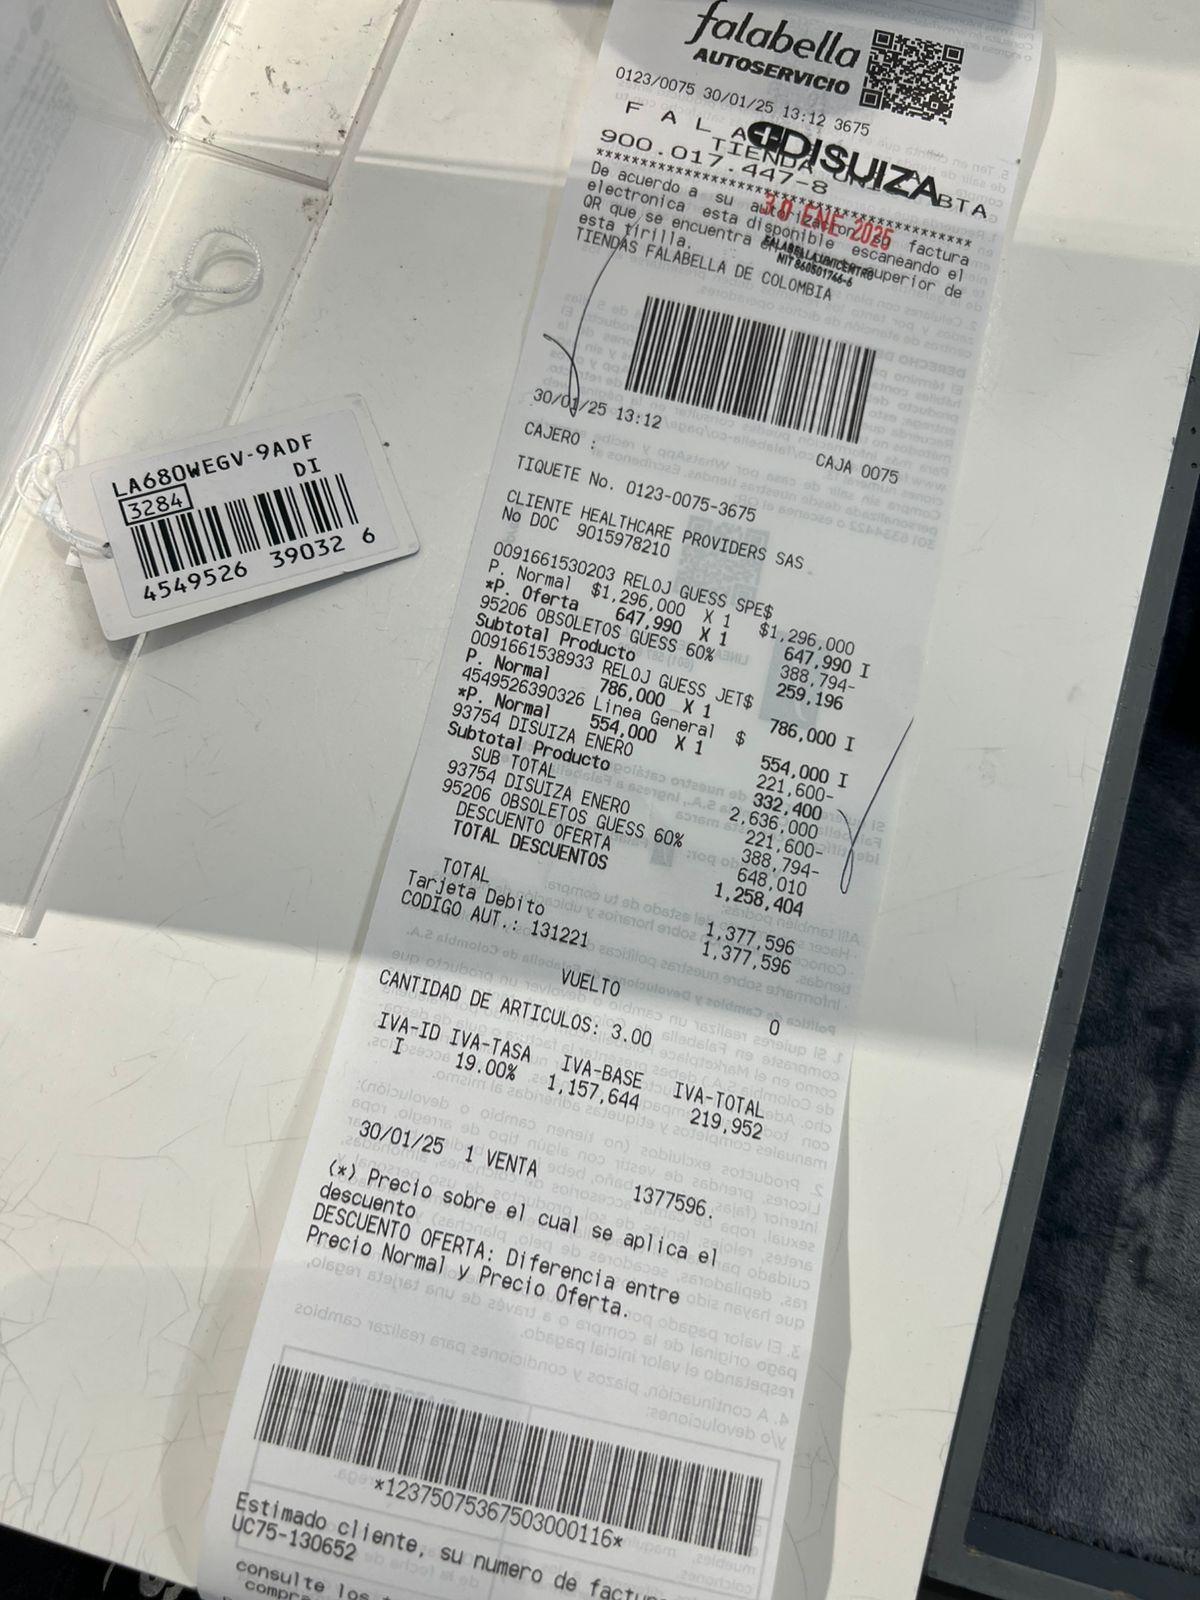 falabella
AUTOSERVICIO
0123/0075 30/01/25 13:12 3675
DISUIZA
TIENDA
BTA
900.017.447-8
****************************************
30 ENE 2025
FALABELLA UNICENTRO
NIT 860501746-6
De acuerdo a su autorizacion su factura
electronica esta disponible escaneando el
QR que se encuentra superior de
esta tirilla.
TIENDAS FALABELLA DE COLOMBIA
30/01/25 13:12
CAJERO : CAJA 0075
TIQUETE No. 0123-0075-3675
CLIENTE HEALTHCARE PROVIDERS SAS
No DOC 9015978210
0091661530203 RELOJ GUESS SPE$
P. Normal $1,296,000 X 1 $1,296,000
*P. Oferta 647,990 X 1 647,990 I
95206 OBSOLETOS GUESS 60% 388,794-
Subtotal Producto 259,196
0091661538933 RELOJ GUESS JET$
P. Normal 786,000 X 1 786,000 I
4549526390326 Linea General $
*P. Normal 554,000 X 1 554,000 I
93754 DISUIZA ENERO 221,600-
Subtotal Producto 332,400
SUB TOTAL 2,636,000
93754 DISUIZA ENERO 221,600-
95206 OBSOLETOS GUESS 60% 388,794-
DESCUENTO OFERTA 648,010
TOTAL DESCUENTOS 1,258,404
TOTAL 1,377,596
Tarjeta Debito 1,377,596
CODIGO AUT.: 131221
VUELTO 0
CANTIDAD DE ARTICULOS: 3.00
IVA-ID IVA-TASA IVA-BASE IVA-TOTAL
I 19.00% 1,157,644 219,952
30/01/25 1 VENTA 1377596.
(*) Precio sobre el cual se aplica el
descuento
DESCUENTO OFERTA: Diferencia entre
Precio Normal y Precio Oferta.
*12375075367503000116*
Estimado cliente, su numero de factura
UC75-130652
consulte los
LA680WEGV-9ADF
DI
3284
4549526 39032 6